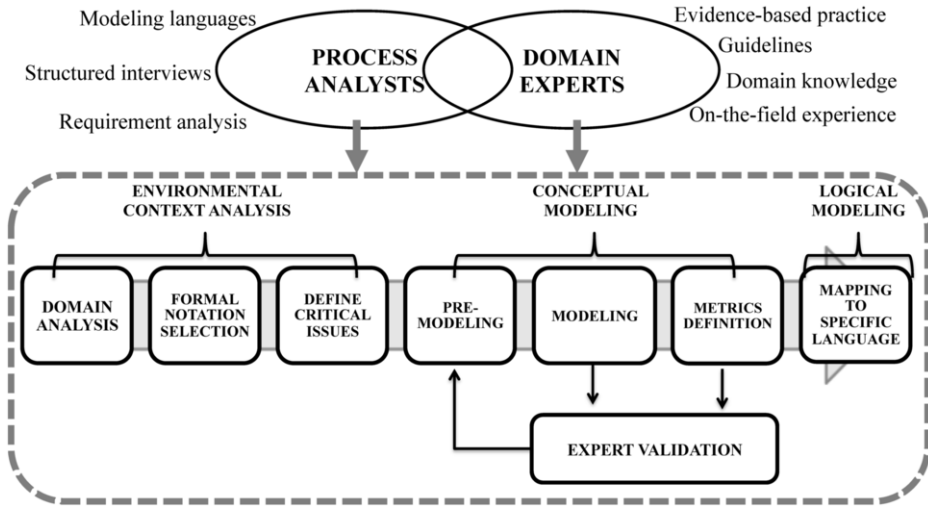 Modeling languages
Structured interviews
Requirement analysis
PROCESS
ANALYSTS
DOMAIN
EXPERTS
Evidence-based practice
Guidelines
Domain knowledge
On-the-field experience
ENVIRONMENTAL
CONTEXT ANALYSIS
CONCEPTUAL
MODELING
LOGICAL
MODELING
DOMAIN
ANALYSIS
FORMAL
NOTATION
SELECTION
DEFINE
CRITICAL
ISSUES
PRE-
MODELING
MODELING
METRICS
DEFINITION
MAPPING
TO
SPECIFIC
LANGUAGE
EXPERT VALIDATION